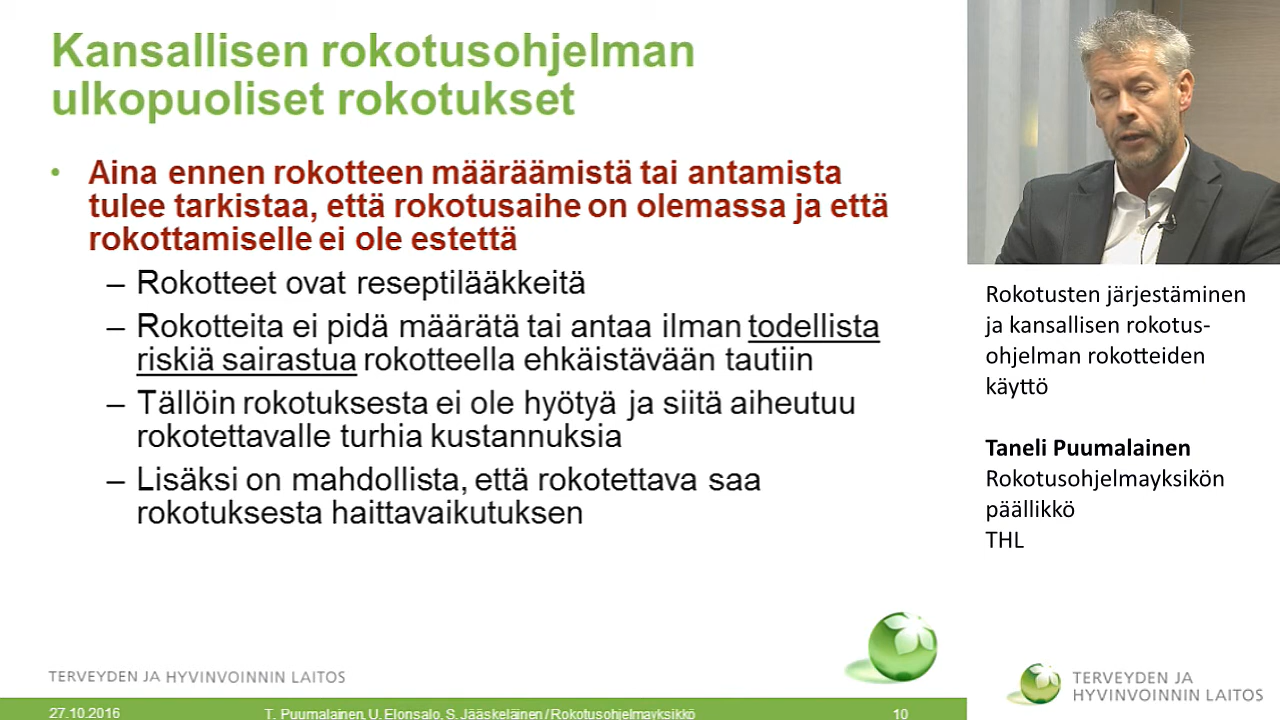 Kansallisen rokotusohjelman
ulkopuoliset rokotukset
• Aina ennen rokotteen määräämistä tai antamista
tulee tarkistaa, että rokotusaihe on olemassa ja että
rokottamiselle ei ole estettä
– Rokotteet ovat reseptilääkkeitä
– Rokotteita ei pidä määrätä tai antaa ilman todellista
riskiä sairastua rokotteella ehkäistävään tautiin
– Tällöin rokotuksesta ei ole hyötyä ja siitä aiheutuu
rokotettavalle turhia kustannuksia
– Lisäksi on mahdollista, että rokotettava saa
rokotuksesta haittavaikutuksen
TERVEYDEN JA HYVINVOINNIN LAITOS
27.10.2016
T. Puumalainen, U. Elonsalo, S. Jääskeläinen / Rokotusohjelmayksikkö
10
Rokotusten järjestäminen
ja kansallisen rokotus-
ohjelman rokotteiden
käyttö
Taneli Puumalainen
Rokotusohjelmayksikön
päällikkö
THL
TERVEYDEN JA
HYVINVOINNIN LAITOS